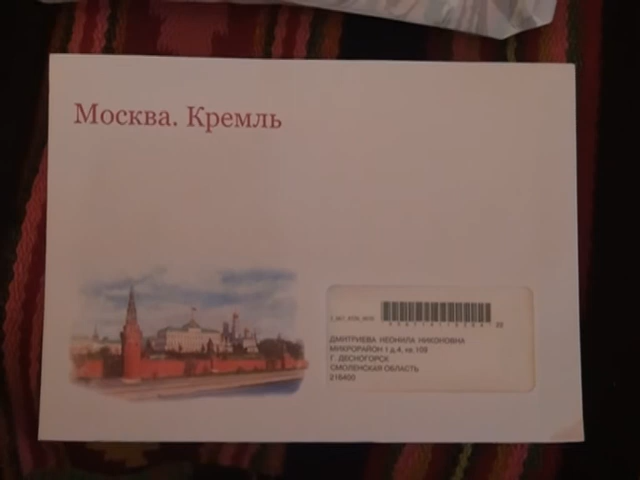 Москва. Кремль
ДМИТРИЕВА НЕОНИЛА НИКОНОВНА
МИКРОРАЙОН 1 д.4, кв.109
Г. ДЕСНОГОРСК
СМОЛЕНСКАЯ ОБЛАСТЬ
216400